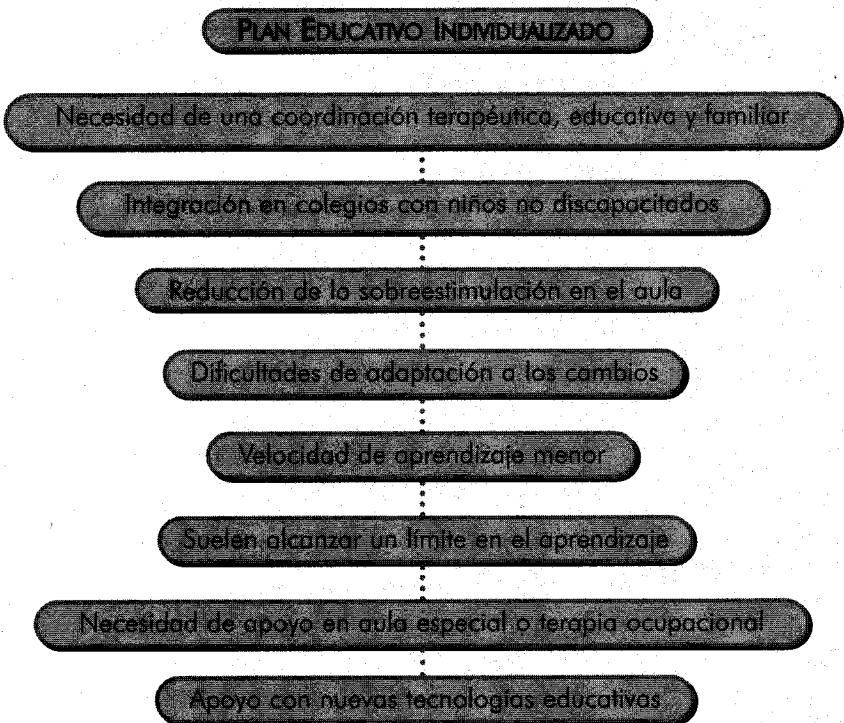 PLAN EDUCATIVO INDIVIDUALIZADO
Necesidad de una coordinación terapéutica, educativa y familiar
Integración en colegios con niños no discapacitados
Reducción de la sobreestimulación en el aula
Dificultades de adaptación a los cambios
Velocidad de aprendizaje menor
Suelen alcanzar un límite en el aprendizaje
Necesidad de apoyo en aula especial o terapia ocupacional
Apoyo con nuevas tecnologías educativas